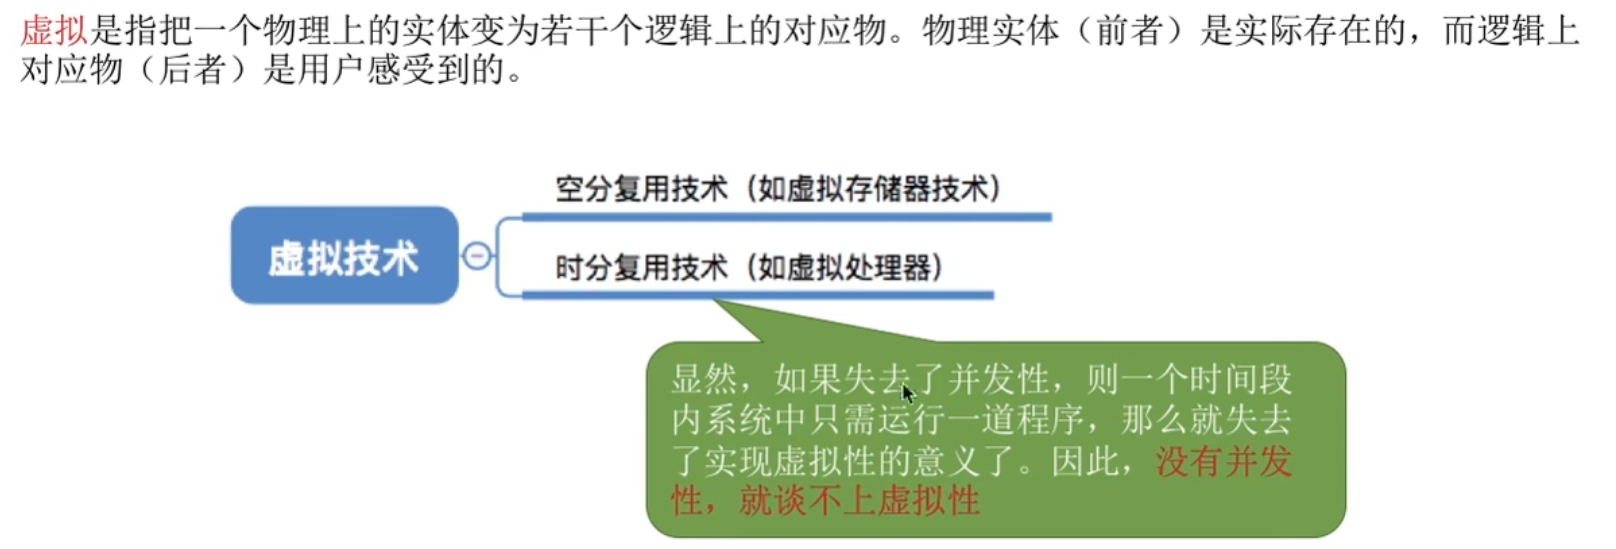 虚拟是指把一个物理上的实体变为若干个逻辑上的对应物。物理实体（前者）是实际存在的，而逻辑上
对应物（后者）是用户感受到的。
空分复用技术（如虚拟存储器技术）
虚拟技术
时分复用技术（如虚拟处理器）
显然，如果失去了并发性，则一个时间段
内系统中只需运行一道程序，那么就失去
了实现虚拟性的意义了。因此，没有并发
性，就谈不上虚拟性